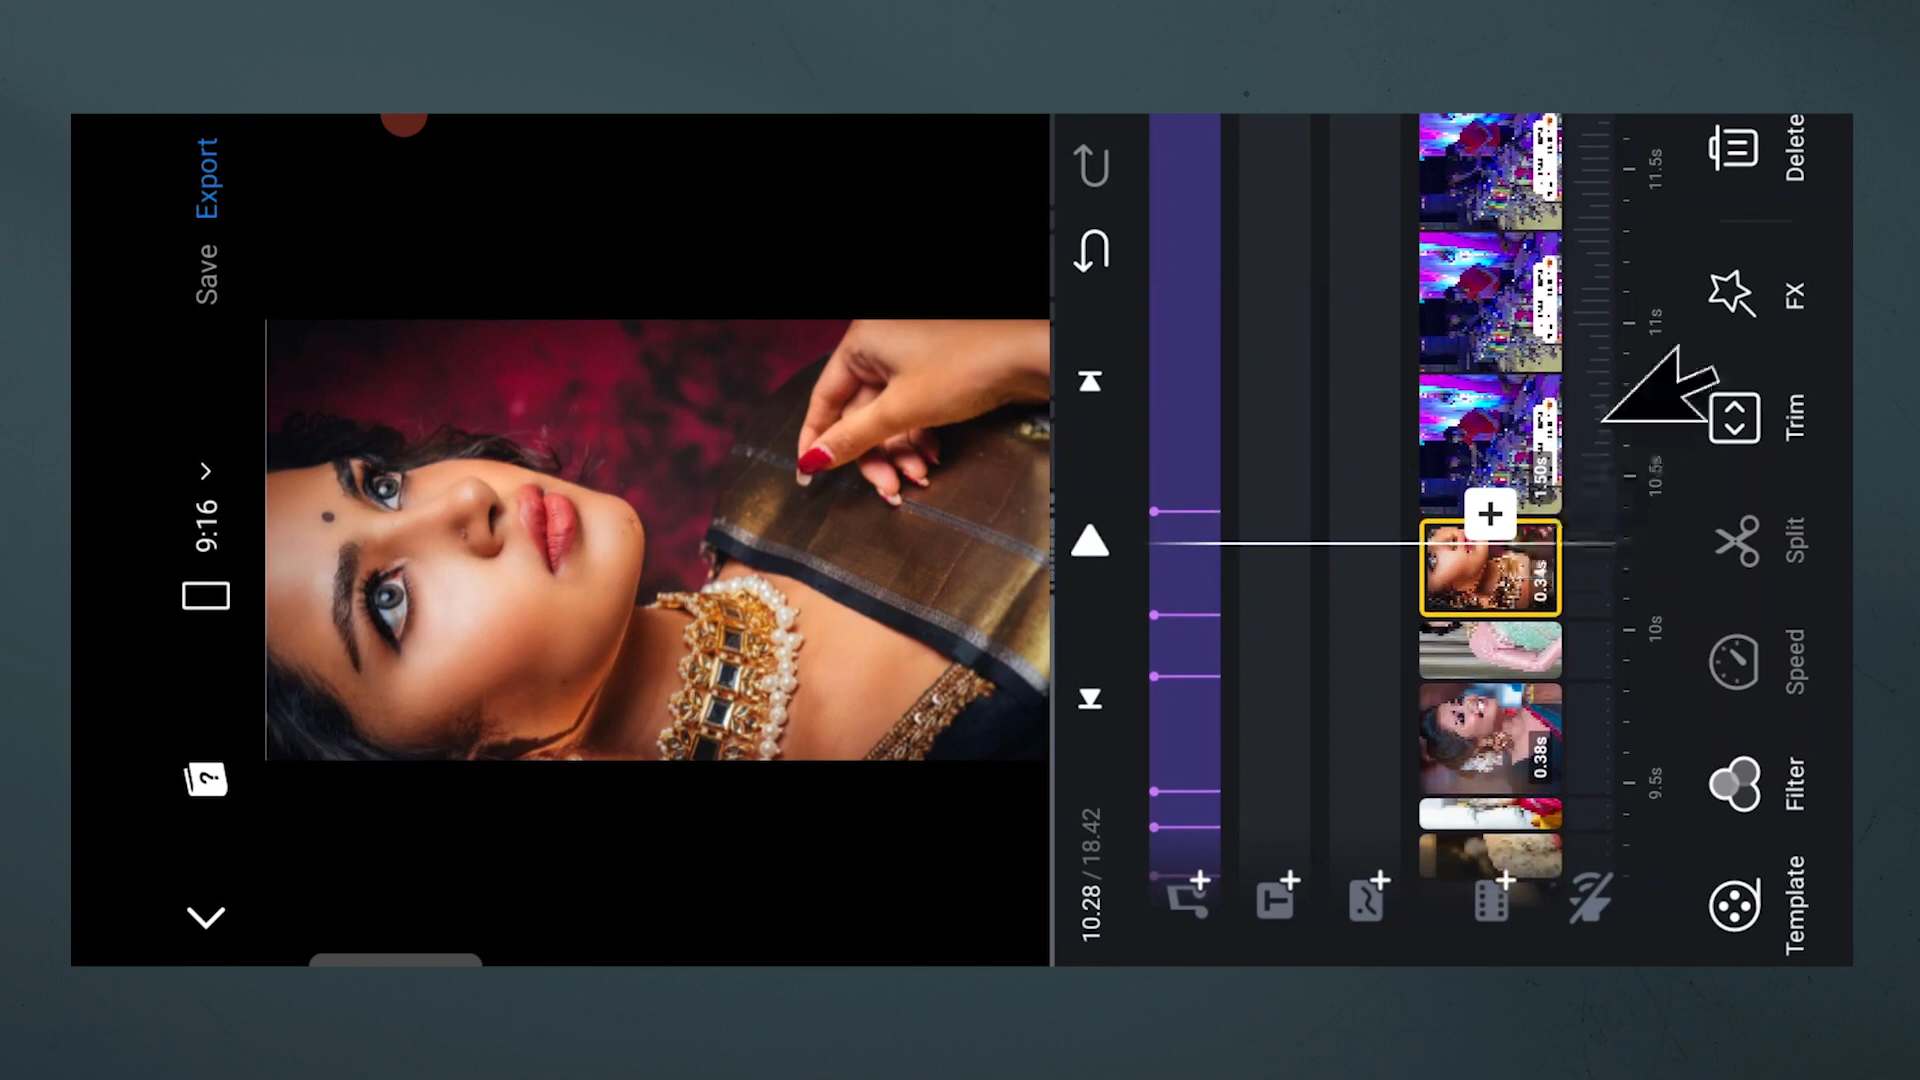 9:16
Save
Export
?
10.28 / 18.42
T
0.38s
0.34s
1.50s
9.5s
10s
10.5s
11s
11.5s
Template
Filter
Speed
Split
Trim
FX
Delete